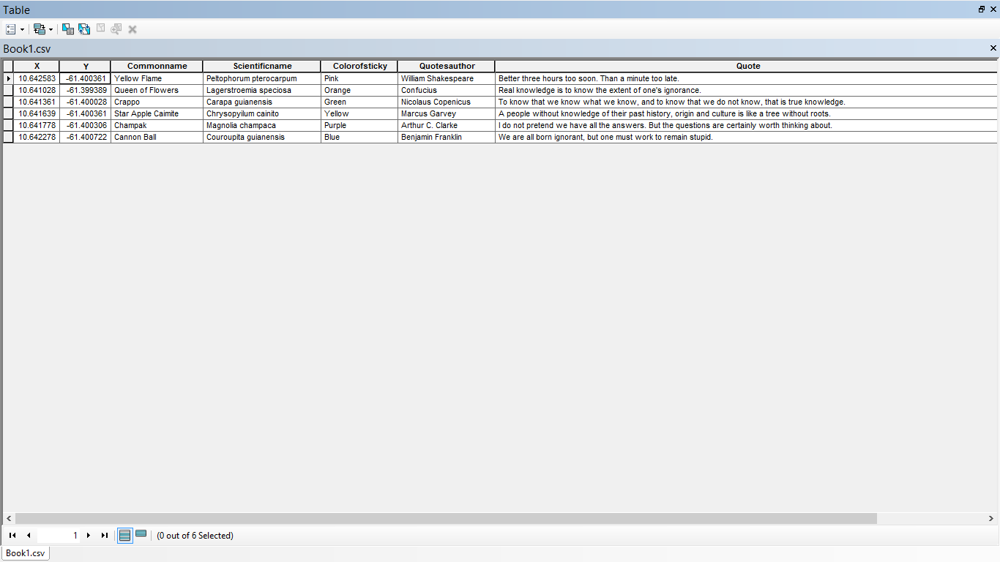 Table
Book1.csv
X Y Commonname Scientificname Colorofsticky Quotesauthor Quote
10.642583 -61.400361 Yellow Flame Peltophorum pterocarpum Pink William Shakespeare Better three hours too soon. Than a minute too late.
10.641028 -61.399389 Queen of Flowers Lagerstroemia speciosa Orange Confucius Real knowledge is to know the extent of one's ignorance.
10.641361 -61.400028 Crappo Carapa guianensis Green Nicolaus Copenicus To know that we know what we know, and to know that we do not know, that is true knowledge.
10.641639 -61.400361 Star Apple Caimite Chrysopyilum cainito Yellow Marcus Garvey A people without knowledge of their past history, origin and culture is like a tree without roots.
10.641778 -61.400306 Champak Magnolia champaca Purple Arthur C. Clarke I do not pretend we have all the answers. But the questions are certainly worth thinking about.
10.642278 -61.400722 Cannon Ball Couroupita guianensis Blue Benjamin Franklin We are all born ignorant, but one must work to remain stupid.
1 (0 out of 6 Selected)
Book1.csv